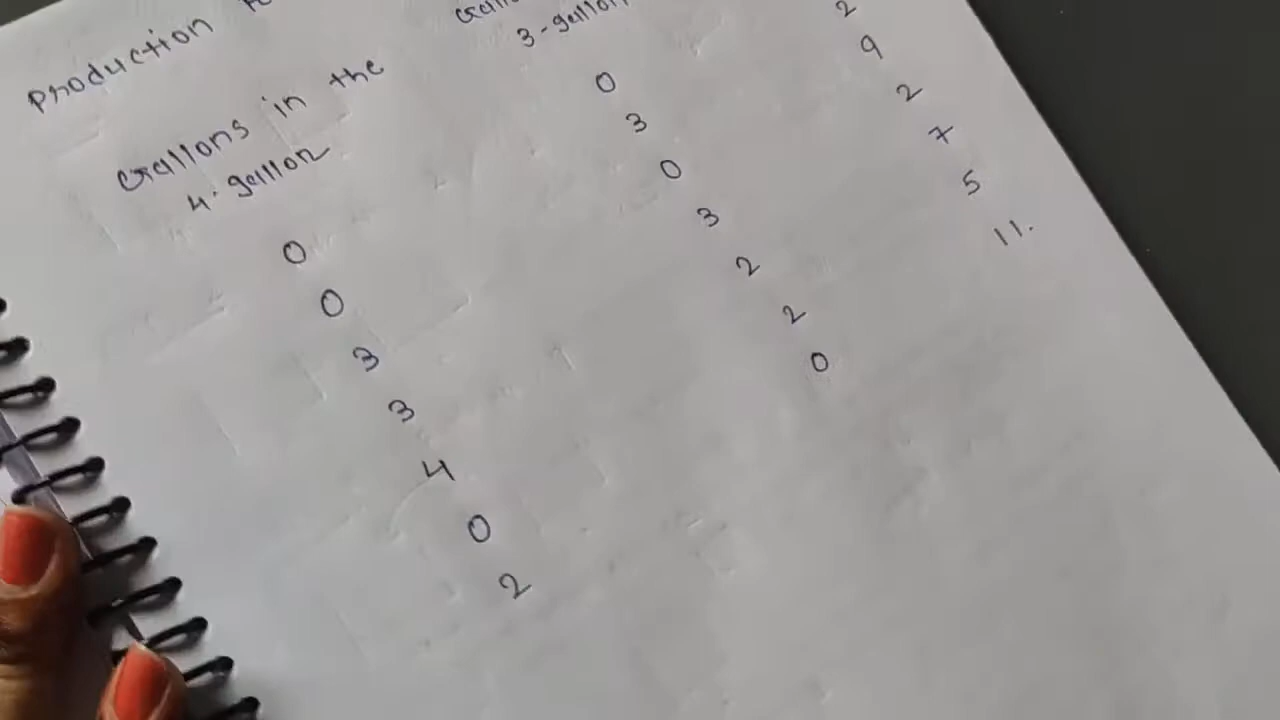 Production
Gallons in the
4-gallon
3-gallon
0 0 2
0 3 9
3 0 2
3 3 7
4 2 5
0 2 11.
2 0